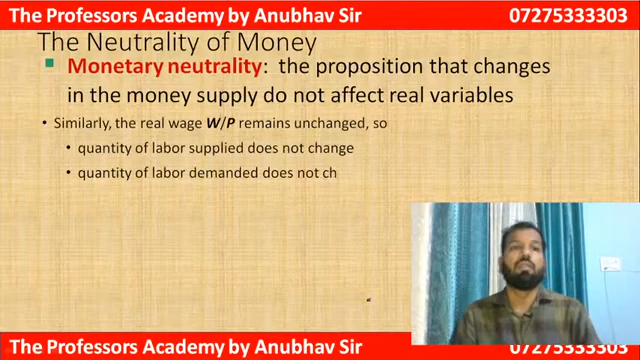 The Professors Academy by Anubhav Sir 07275333303
The Neutrality of Money
Monetary neutrality: the proposition that changes
in the money supply do not affect real variables
Similarly, the real wage W/P remains unchanged, so
quantity of labor supplied does not change
quantity of labor demanded does not ch
The Professors Academy by Anubhav Sir 07275333303